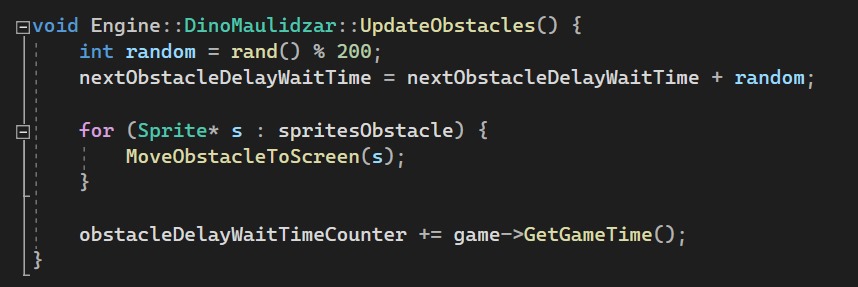 void Engine::DinoMaulidzar::UpdateObstacles() {
    int random = rand() % 200;
    nextObstacleDelayWaitTime = nextObstacleDelayWaitTime + random;

    for (Sprite* s : spritesObstacle) {
        MoveObstacleToScreen(s);
    }

    obstacleDelayWaitTimeCounter += game->GetGameTime();
}